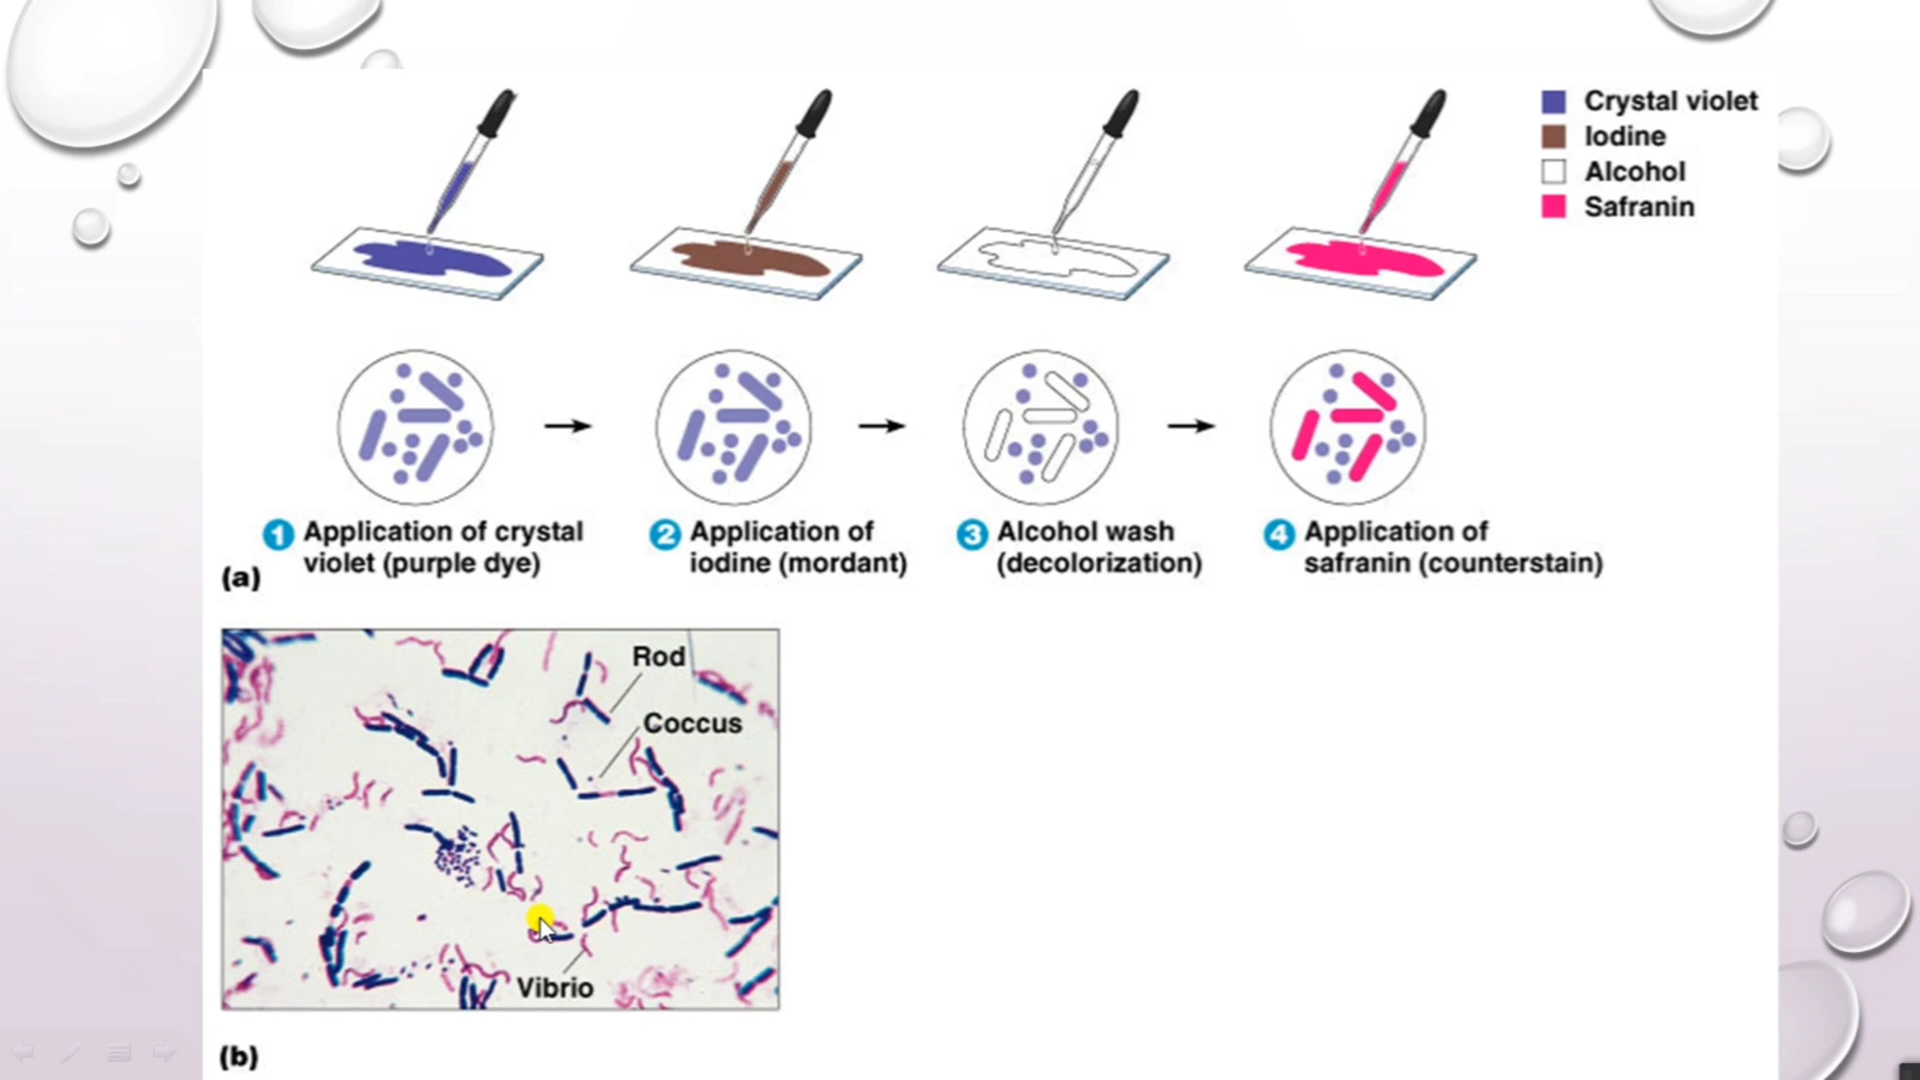 Crystal violet
Iodine
Alcohol
Safranin
1 Application of crystal
violet (purple dye)
2 Application of
iodine (mordant)
3 Alcohol wash
(decolorization)
4 Application of
safranin (counterstain)
(a)
Rod
Coccus
Vibrio
(b)